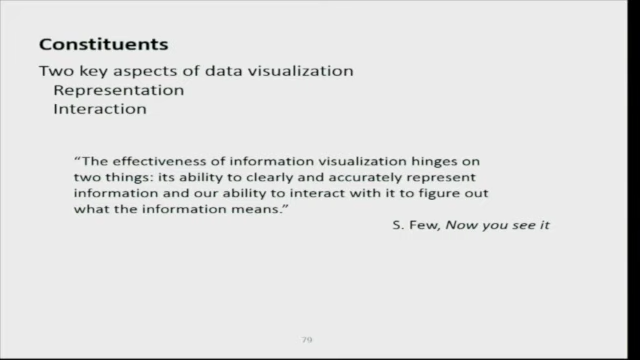 Constituents
Two key aspects of data visualization
Representation
Interaction
“The effectiveness of information visualization hinges on
two things: its ability to clearly and accurately represent
information and our ability to interact with it to figure out
what the information means.”
S. Few, Now you see it
79